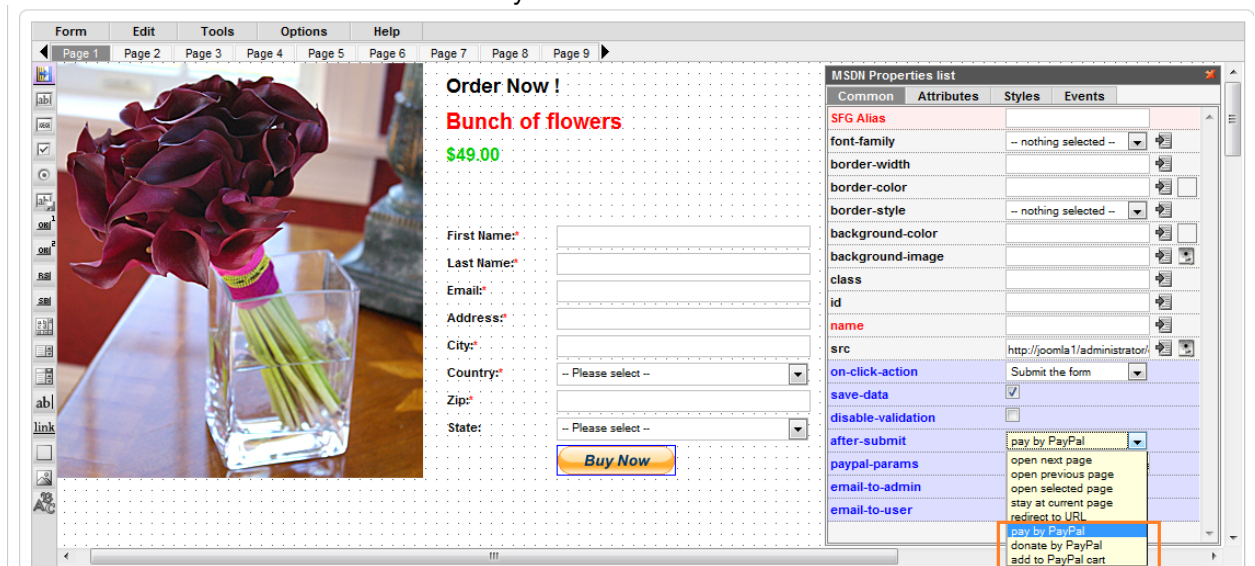 y
Form Edit Tools Options Help
Page 1 Page 2 Page 3 Page 4 Page 5 Page 6 Page 7 Page 8 Page 9
Order Now !
Bunch of flowers
$49.00
First Name:*
Last Name:*
Email:*
Address:*
City:*
Country:* -- Please select --
Zip:*
State: -- Please select --
Buy Now
ab|
link
MSDN Properties list
Common Attributes Styles Events
SFG Alias
font-family -- nothing selected --
border-width
border-color
border-style -- nothing selected --
background-color
background-image
class
id
name
src http://joomla1/administrator/
on-click-action Submit the form
save-data
disable-validation
after-submit pay by PayPal
paypal-params
email-to-admin
email-to-user
open next page
open previous page
open selected page
stay at current page
redirect to URL
pay by PayPal
donate by PayPal
add to PayPal cart